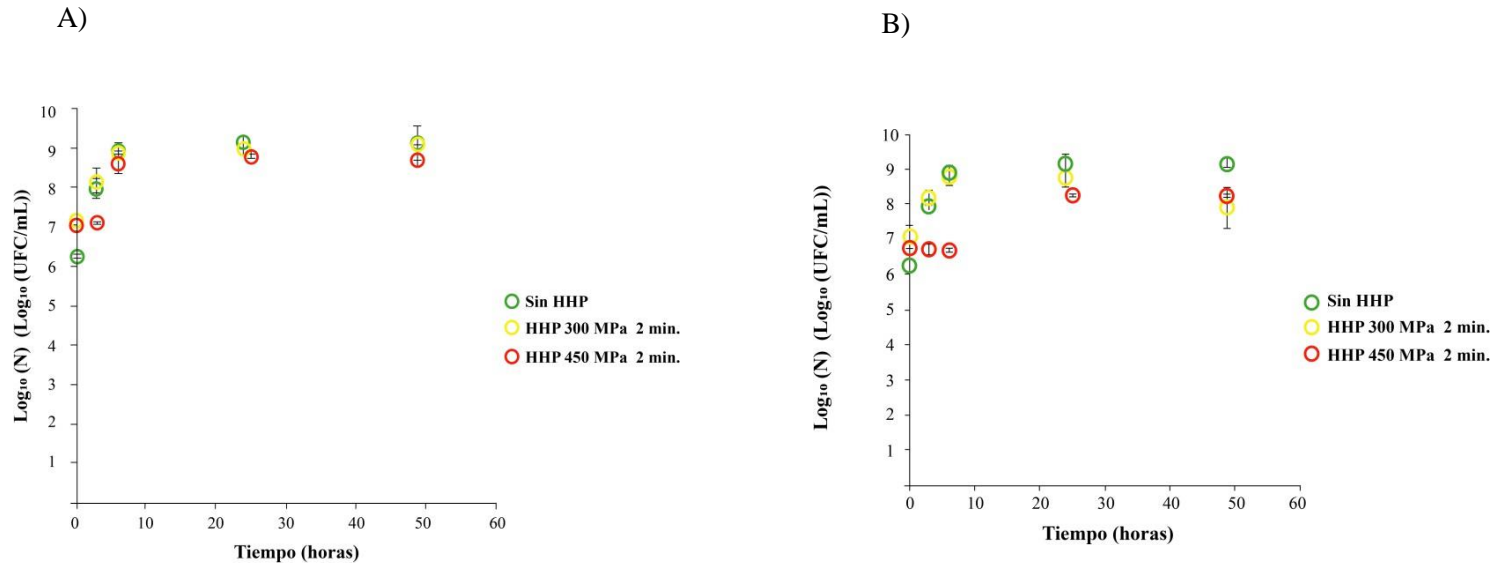 A)
10
9
8
7
6
5
4
3
2
1
0 10 20 30 40 50 60
Log₁₀ (N) (Log₁₀ (UFC/mL))
Tiempo (horas)
Sin HHP
HHP 300 MPa 2 min.
HHP 450 MPa 2 min.
B)
10
9
8
7
6
5
4
3
2
1
0 10 20 30 40 50 60
Log₁₀ (N) (Log₁₀ (UFC/mL))
Tiempo (horas)
Sin HHP
HHP 300 MPa 2 min.
HHP 450 MPa 2 min.